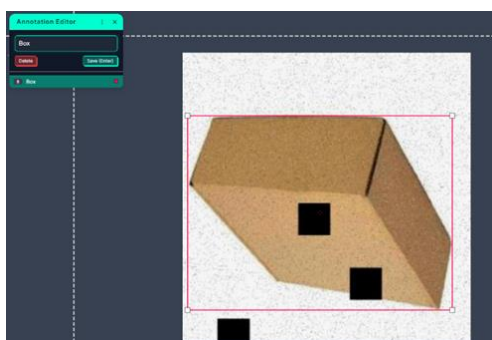 Annotation Editor
Box
Delete
Save (Enter)
Box